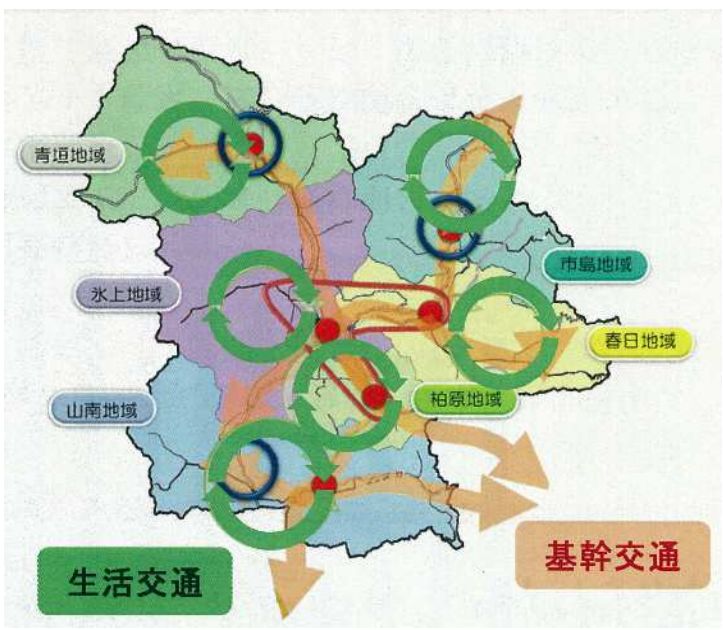 青垣地域
氷上地域
市島地域
春日地域
山南地域
柏原地域
基幹交通
生活交通